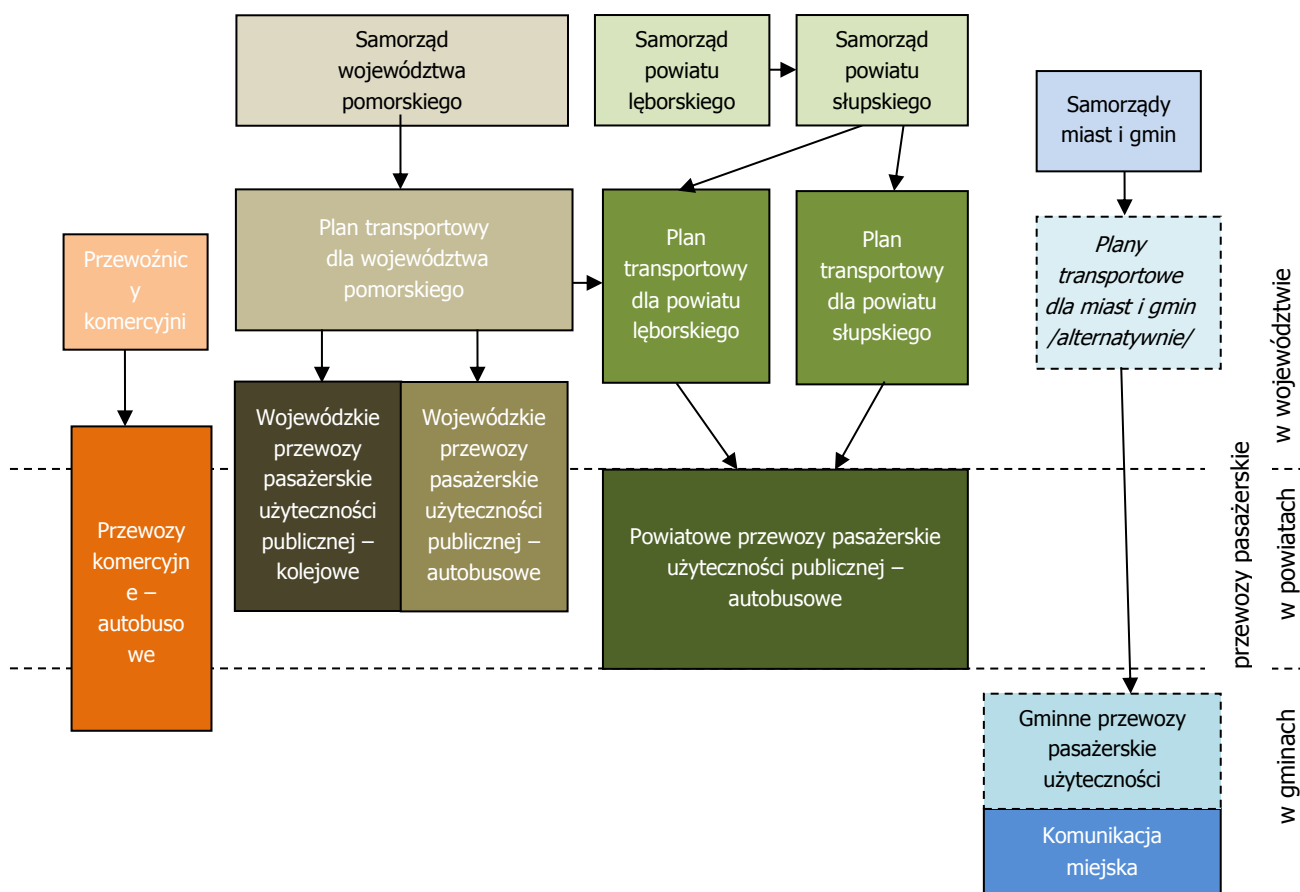 Samorząd
województwa
pomorskiego
Samorząd
powiatu
lęborskiego
Samorząd
powiatu
słupskiego
Samorządy
miast i gmin
Przewoźnic
y
komercyjni
Plan transportowy
dla województwa
pomorskiego
Plan
transportowy
dla powiatu
lęborskiego
Plan
transportowy
dla powiatu
słupskiego
Plany
transportowe
dla miast i gmin
/alternatywnie/
Przewozy
komercyjn
e –
autobuso
we
Wojewódzkie
przewozy
pasażerskie
użyteczności
publicznej –
kolejowe
Wojewódzkie
przewozy
pasażerskie
użyteczności
publicznej –
autobusowe
Powiatowe przewozy pasażerskie
użyteczności publicznej –
autobusowe
Gminne przewozy
pasażerskie
użyteczności
Komunikacja
miejska
przewozy pasażerskie
w województwie
w powiatach
w gminach